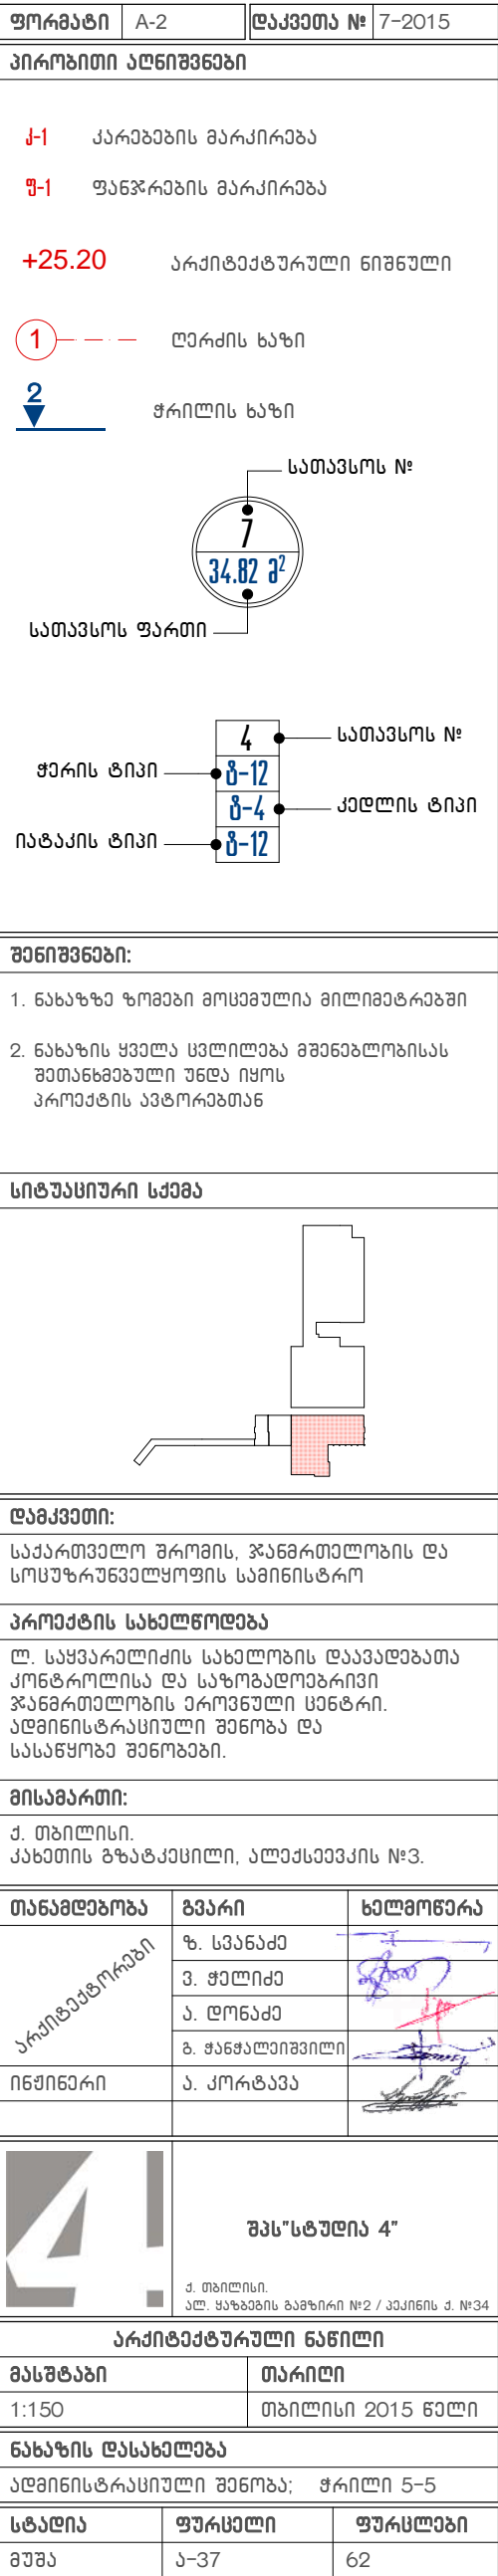 ფორმატი A-2 დაკვეთა № 7-2015
პირობითი აღნიშვნები
კ-1 კარებების მარკირება
ფ-1 ფანჯრების მარკირება
+25.20 არქიტექტურული ნიშნული
1 ღერძის ხაზი
2 ჭრილის ხაზი
სათავსოს №
7
34.82 მ²
სათავსოს ფართი
4 სათავსოს №
ჭერის ტიპი ტ-12
ტ-4 კედლის ტიპი
იატაკის ტიპი ტ-12
შენიშვნები:
1. ნახაზზე ზომები მოცემულია მილიმეტრებში
2. ნახაზის ყველა ცვლილება მშენებლობისას
შეთანხმებული უნდა იყოს
პროექტის ავტორებთან
სიტუაციური სქემა
დამკვეთი:
საქართველო შრომის, ჯანმრთელობის და
სოცუზრუნველყოფის სამინისტრო
პროექტის სახელწოდება
ლ. საყვარელიძის სახელობის დაავადებათა
კონტროლისა და საზოგადოებრივი
ჯანმრთელობის ეროვნული ცენტრი.
ადმინისტრაციული შენობა და
სასაწყობე შენობები.
მისამართი:
ქ. თბილისი.
კახეთის გზატკეცილი, ალექსეევკის №3.
თანამდებობა გვარი ხელმოწერა
არქიტექტორები
ზ. სვანაძე
ვ. ჭელიძე
ა. დონაძე
გ. ჭანჭალეიშვილი
ინჟინერი ა. კორტავა
4!
შპს"სტუდია 4"
ქ. თბილისი.
ალ. ყაზბეგის გამზირი №2 / პეკინის ქ. №34
არქიტექტურული ნაწილი
მასშტაბი თარიღი
1:150 თბილისი 2015 წელი
ნახაზის დასახელება
ადმინისტრაციული შენობა; ჭრილი 5-5
სტადია ფურცელი ფურცლები
მუშა ა-37 62